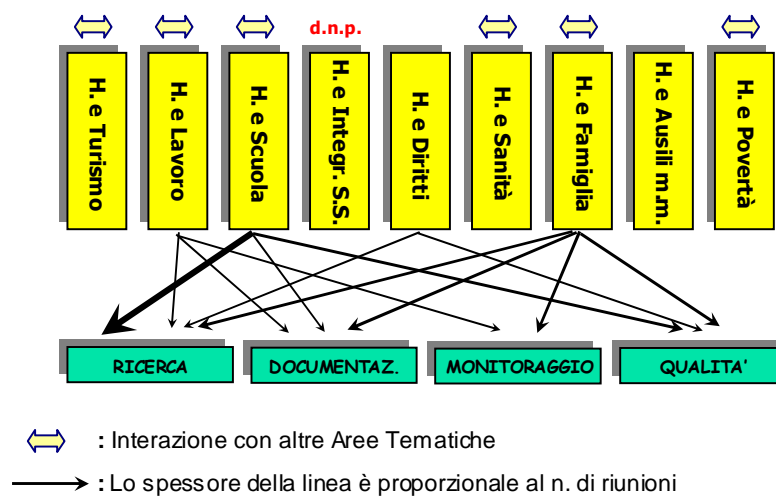 d.n.p.
H. e Turismo
H. e Lavoro
H. e Scuola
H. e Integr. S.S.
H. e Diritti
H. e Sanità
H. e Famiglia
H. e Ausili m.m.
H. e Povertà
RICERCA
DOCUMENTAZ.
MONITORAGGIO
QUALITA'
: Interazione con altre Aree Tematiche
: Lo spessore della linea è proporzionale al n. di riunioni